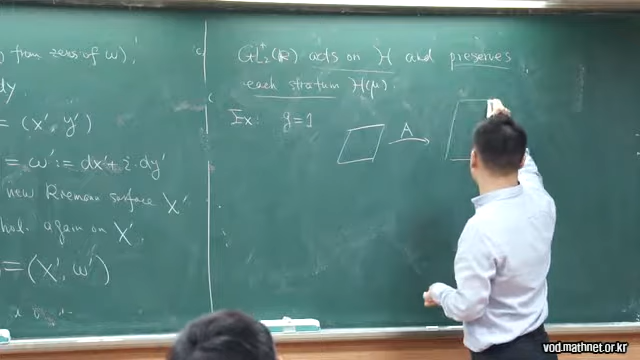 from zero of ω),
dy.
= (x', y')
= ω' := dx' + i·dy'
new Riemann surface X'
again on X'.
= (X', ω')
GL₂⁺(ℝ) acts on H and preserves
each stratum H(μ).
Ex: g=1
A
vod.mathnet.or.kr